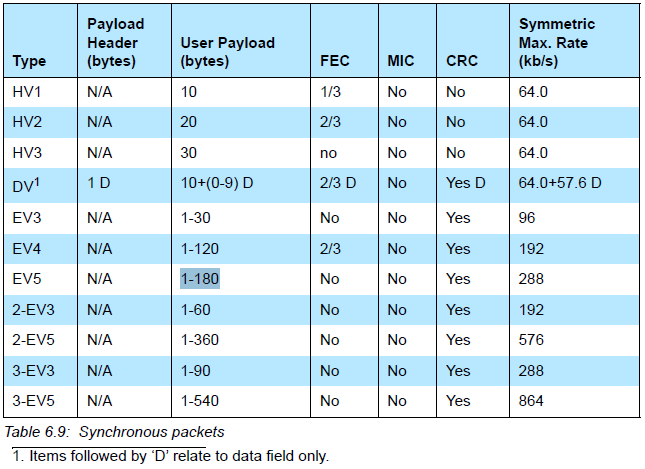 Type Payload Header (bytes) User Payload (bytes) FEC MIC CRC Symmetric Max. Rate (kb/s)
HV1 N/A 10 1/3 No No 64.0
HV2 N/A 20 2/3 No No 64.0
HV3 N/A 30 no No No 64.0
DV1 1 D 10+(0-9) D 2/3 D No Yes D 64.0+57.6 D
EV3 N/A 1-30 No No Yes 96
EV4 N/A 1-120 2/3 No Yes 192
EV5 N/A 1-180 No No Yes 288
2-EV3 N/A 1-60 No No Yes 192
2-EV5 N/A 1-360 No No Yes 576
3-EV3 N/A 1-90 No No Yes 288
3-EV5 N/A 1-540 No No Yes 864
Table 6.9: Synchronous packets
1. Items followed by ‘D’ relate to data field only.